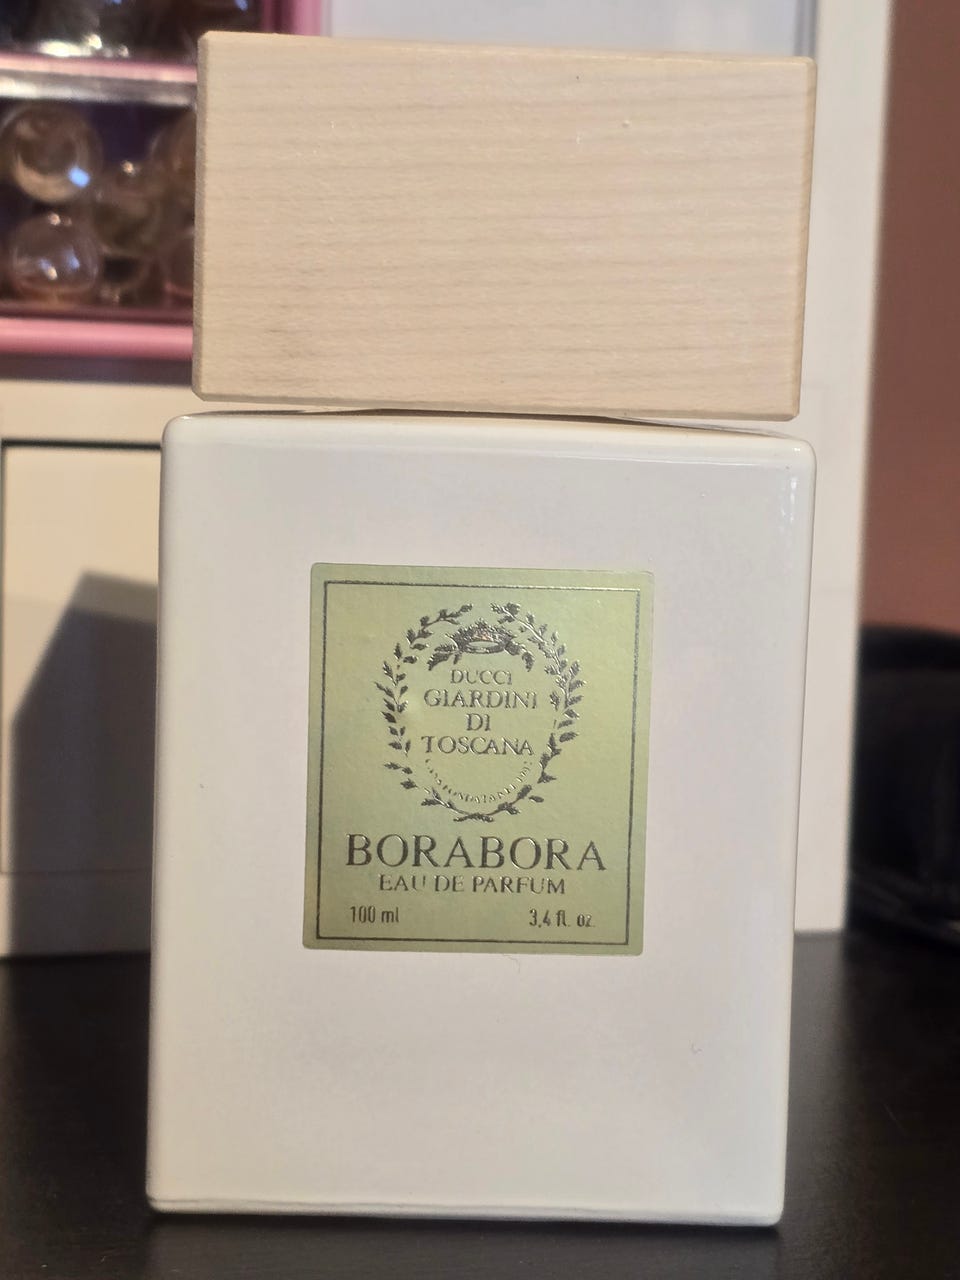 DUCCI
GIARDINI
DI
TOSCANA
BORABORA
EAU DE PARFUM
100 ml
3,4 fl. oz.